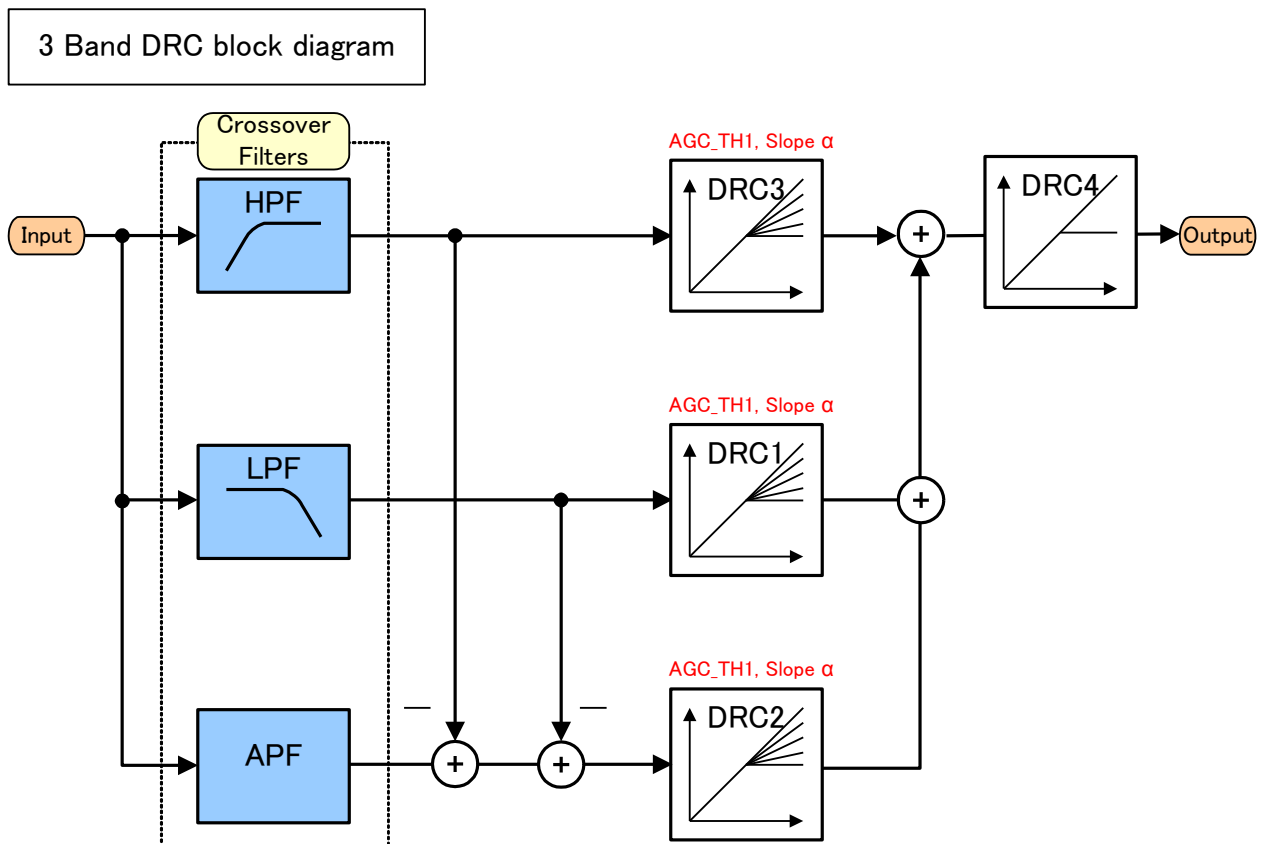 3 Band DRC block diagram
Crossover
Filters
Input
HPF
AGC_TH1, Slope α
DRC3
+
DRC4
Output
LPF
AGC_TH1, Slope α
DRC1
+
APF
—
+
—
+
AGC_TH1, Slope α
DRC2